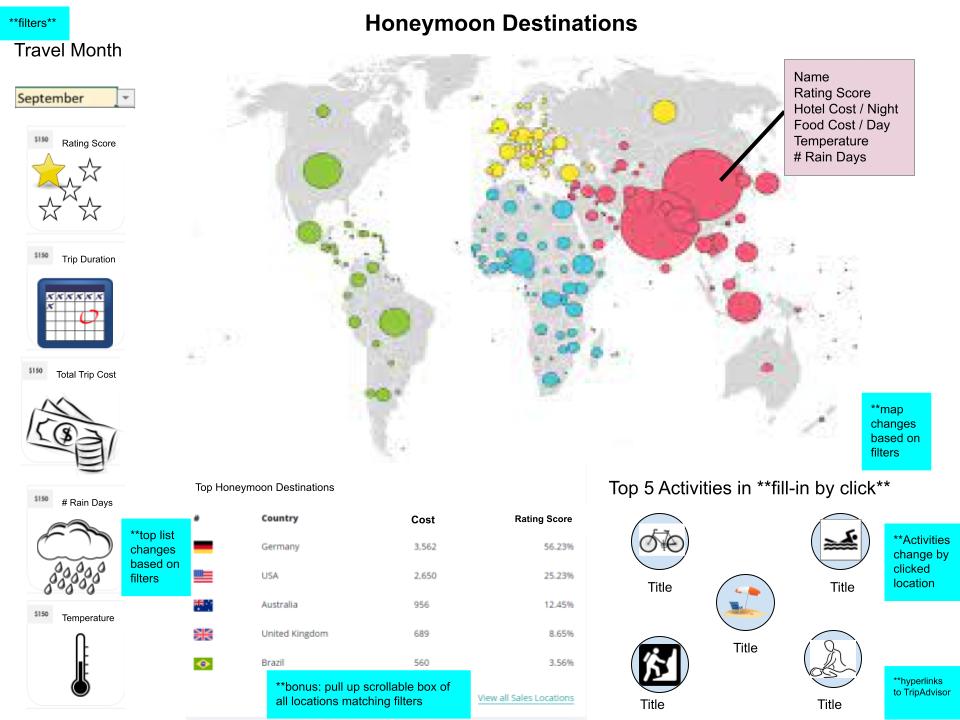 **filters**
Honeymoon Destinations
Travel Month
September
Name
Rating Score
Hotel Cost / Night
Food Cost / Day
Temperature
# Rain Days
$150
Rating Score
$150
Trip Duration
X X X X X X
X
$150
Total Trip Cost
$
$150
# Rain Days
$150
Temperature
**map
changes
based on
filters
**top list
changes
based on
filters
Top Honeymoon Destinations
# Country Cost Rating Score
Germany 3,562 56.23%
USA 2,650 25.23%
Australia 956 12.45%
United Kingdom 689 8.65%
Brazil 560 3.56%
**bonus: pull up scrollable box of
all locations matching filters
View all Sales Locations
Top 5 Activities in **fill-in by click**
Title
Title
Title
Title
Title
**Activities
change by
clicked
location
**hyperlinks
to TripAdvisor